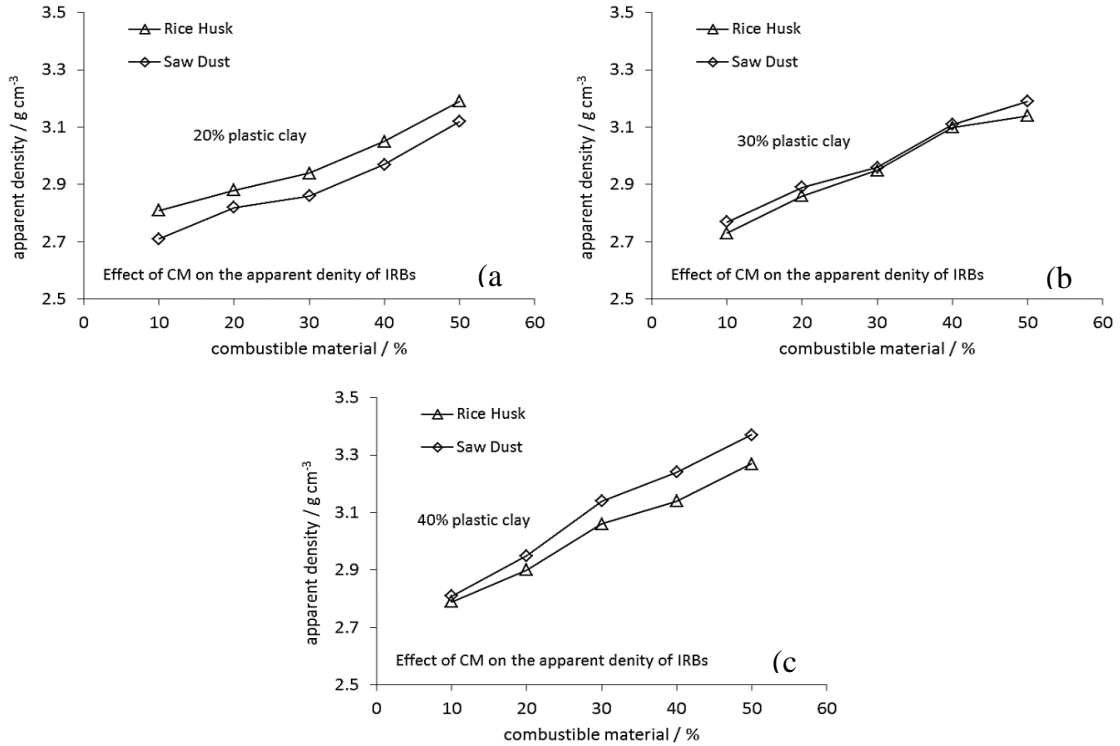 3.5
3.3
3.1
2.9
2.7
2.5
apparent density / g cm-3
Rice Husk
Saw Dust
20% plastic clay
Effect of CM on the apparent denity of IRBs
(a
0 10 20 30 40 50 60
combustible material / %
3.5
3.3
3.1
2.9
2.7
2.5
apparent density / g cm-3
Rice Husk
Saw Dust
30% plastic clay
Effect of CM on the apparent denity of IRBs
(b)
0 10 20 30 40 50 60
combustible material / %
3.5
3.3
3.1
2.9
2.7
2.5
apparent density / g cm-3
Rice Husk
Saw Dust
40% plastic clay
Effect of CM on the apparent denity of IRBs
(c
0 10 20 30 40 50 60
combustible material / %